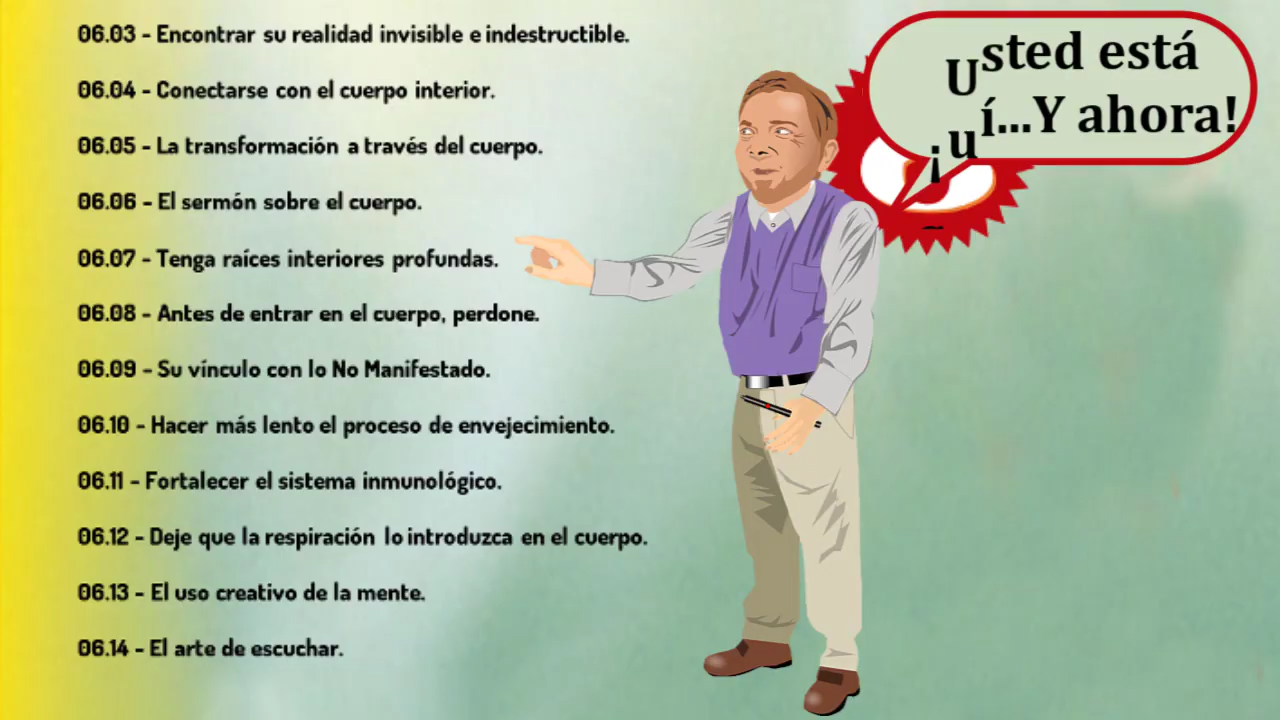 06.03 - Encontrar su realidad invisible e indestructible.
06.04 - Conectarse con el cuerpo interior.
06.05 - La transformación a través del cuerpo.
06.06 - El sermón sobre el cuerpo.
06.07 - Tenga raíces interiores profundas.
06.08 - Antes de entrar en el cuerpo, perdone.
06.09 - Su vínculo con lo No Manifestado.
06.10 - Hacer más lento el proceso de envejecimiento.
06.11 - Fortalecer el sistema inmunológico.
06.12 - Deje que la respiración lo introduzca en el cuerpo.
06.13 - El uso creativo de la mente.
06.14 - El arte de escuchar.
Usted está
¡uí...Y ahora!